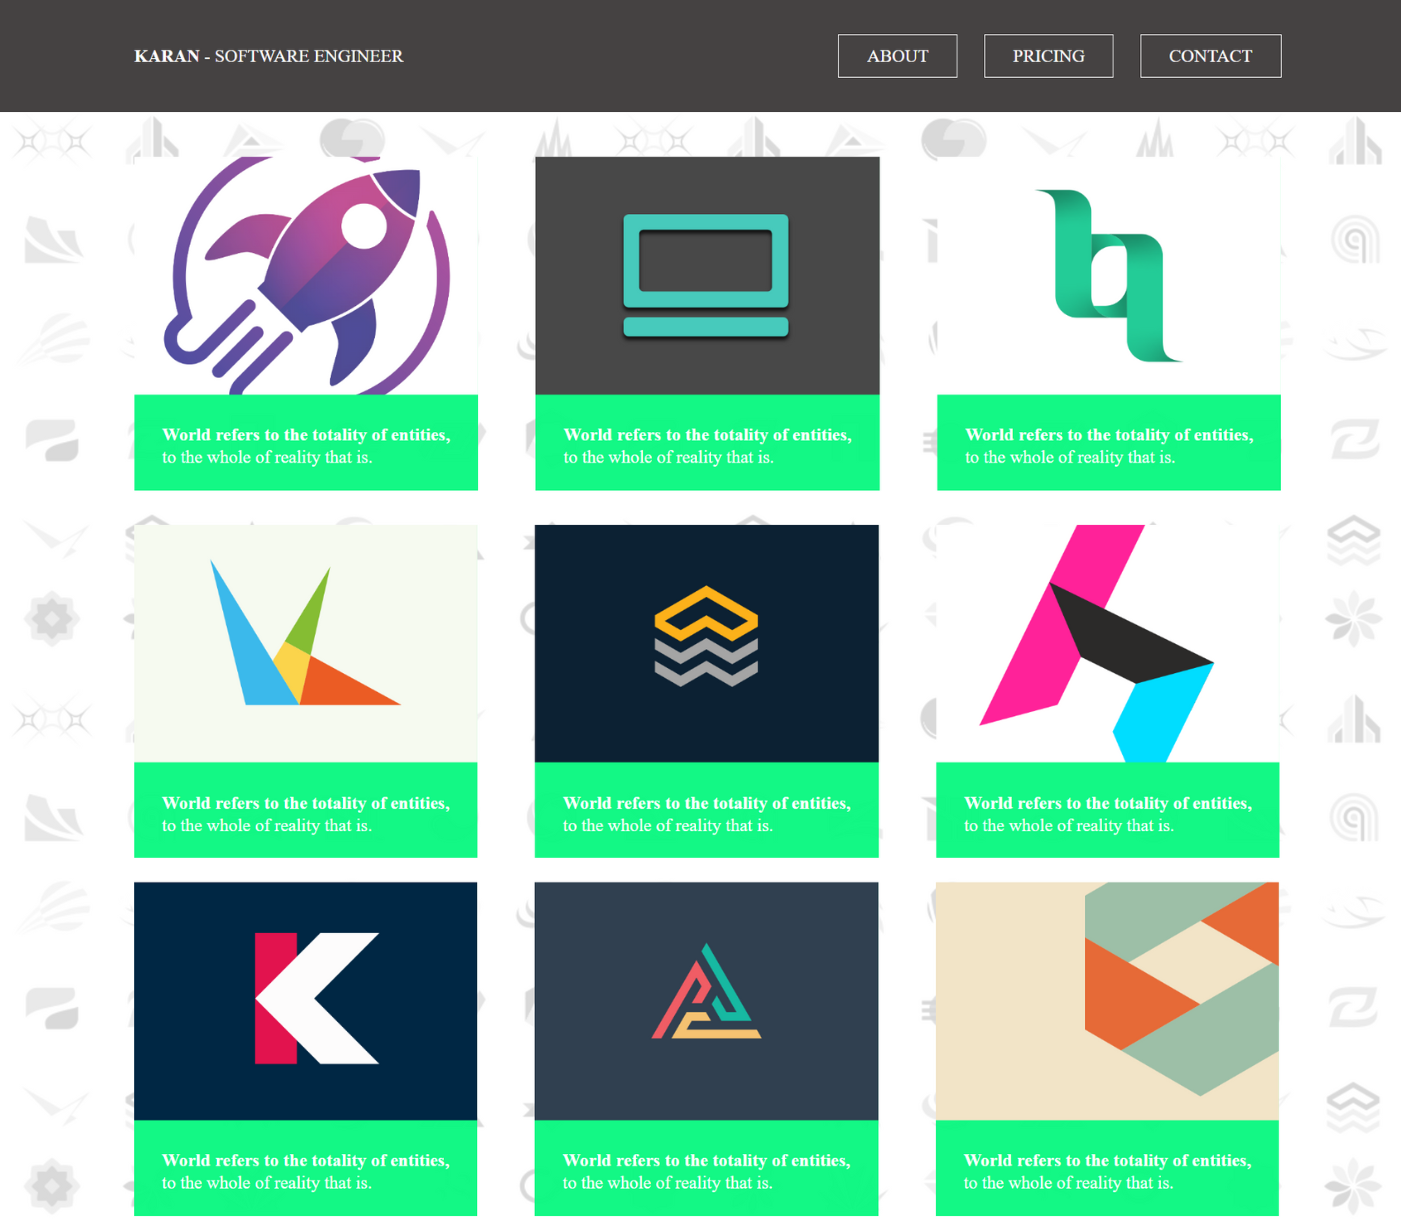 KARAN - SOFTWARE ENGINEER
ABOUT
PRICING
CONTACT
World refers to the totality of entities,
to the whole of reality that is.
World refers to the totality of entities,
to the whole of reality that is.
World refers to the totality of entities,
to the whole of reality that is.
World refers to the totality of entities,
to the whole of reality that is.
World refers to the totality of entities,
to the whole of reality that is.
World refers to the totality of entities,
to the whole of reality that is.
World refers to the totality of entities,
to the whole of reality that is.
World refers to the totality of entities,
to the whole of reality that is.
World refers to the totality of entities,
to the whole of reality that is.